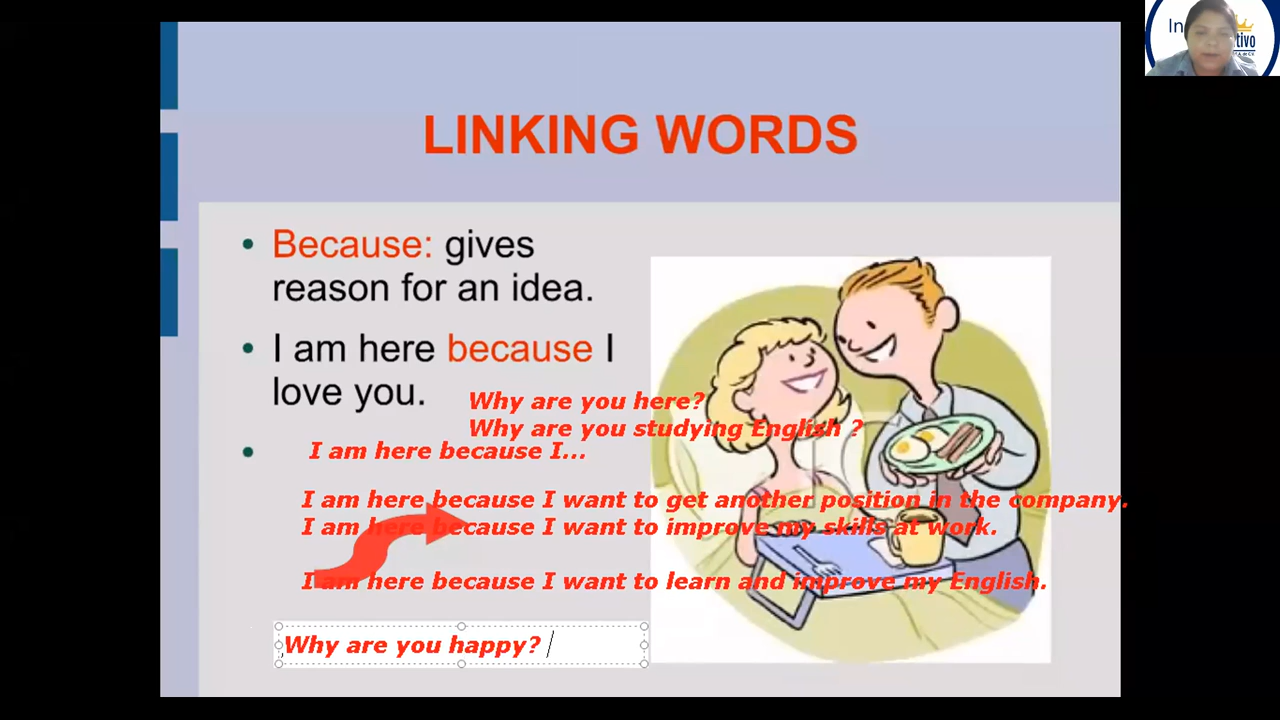 In
tivo
LINKING WORDS
Because: gives
reason for an idea.
I am here because I
love you.
Why are you here?
Why are you studying English ?
I am here because I...
I am here because I want to get another position in the company.
I am here because I want to improve my skills at work.
I am here because I want to learn and improve my English.
Why are you happy?